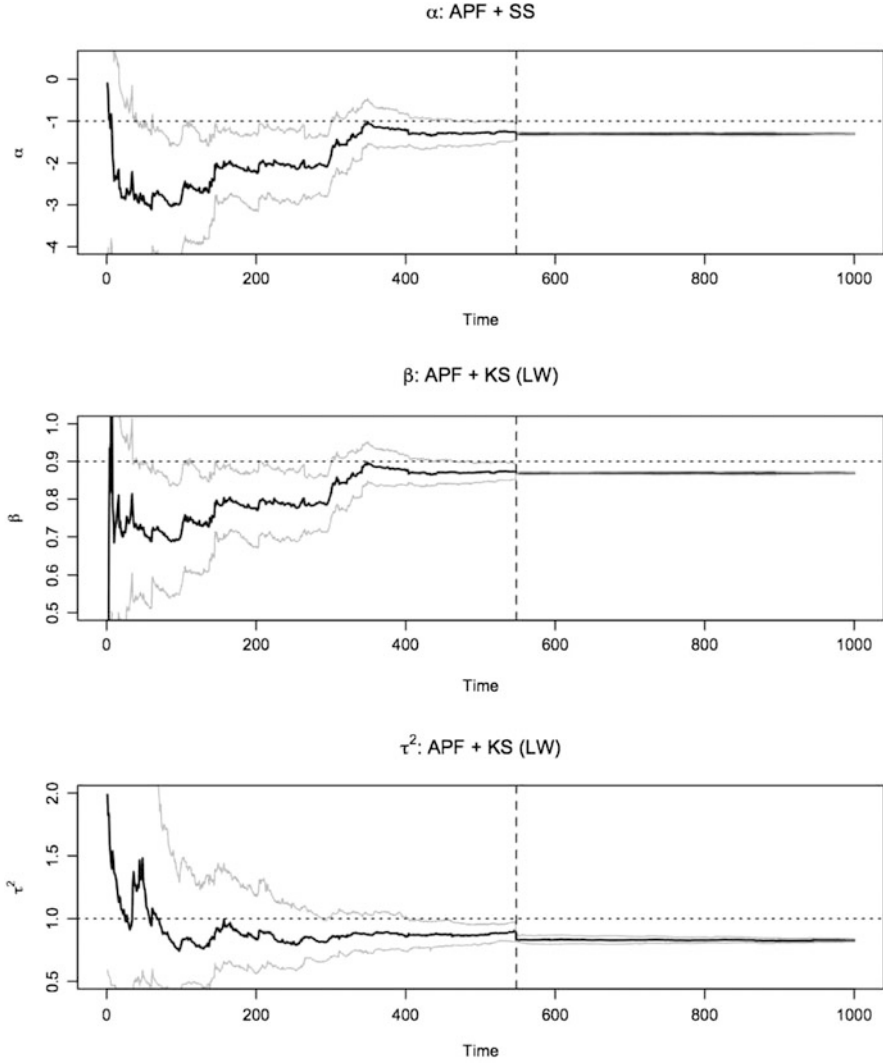 α: APF + SS
α
0
-1
-2
-3
-4
0 200 400 600 800 1000
Time
β: APF + KS (LW)
β
1.0
0.9
0.8
0.7
0.6
0.5
0 200 400 600 800 1000
Time
τ²: APF + KS (LW)
τ²
2.0
1.5
1.0
0.5
0 200 400 600 800 1000
Time